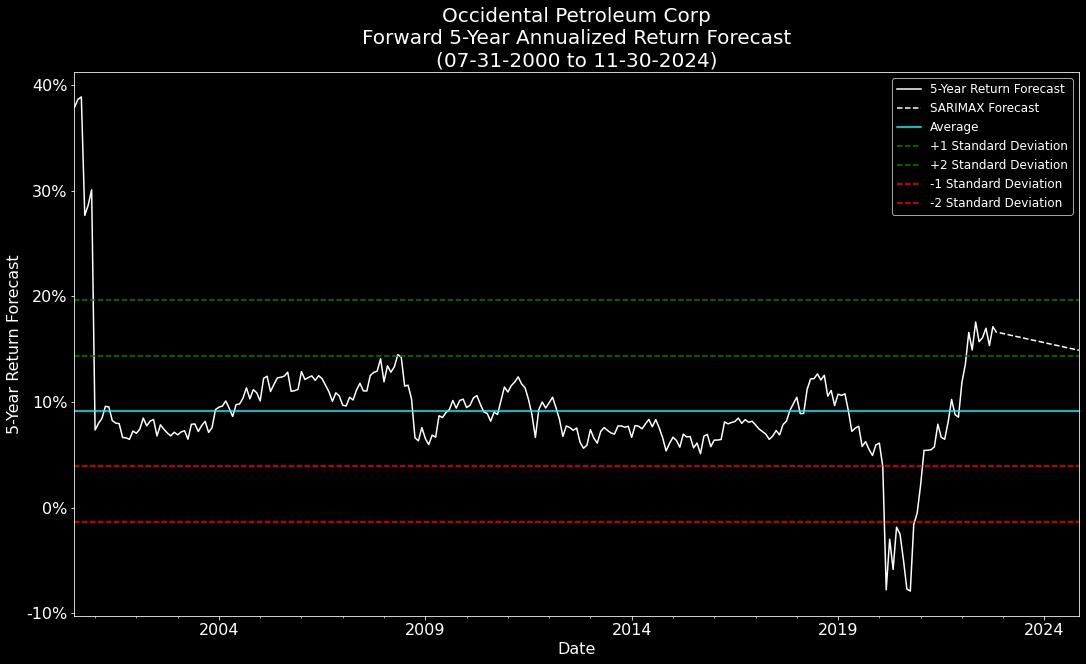 Occidental Petroleum Corp
Forward 5-Year Annualized Return Forecast
(07-31-2000 to 11-30-2024)
5-Year Return Forecast
SARIMAX Forecast
Average
+1 Standard Deviation
+2 Standard Deviation
-1 Standard Deviation
-2 Standard Deviation
5-Year Return Forecast
40%
30%
20%
10%
0%
-10%
2004
2009
2014
2019
2024
Date